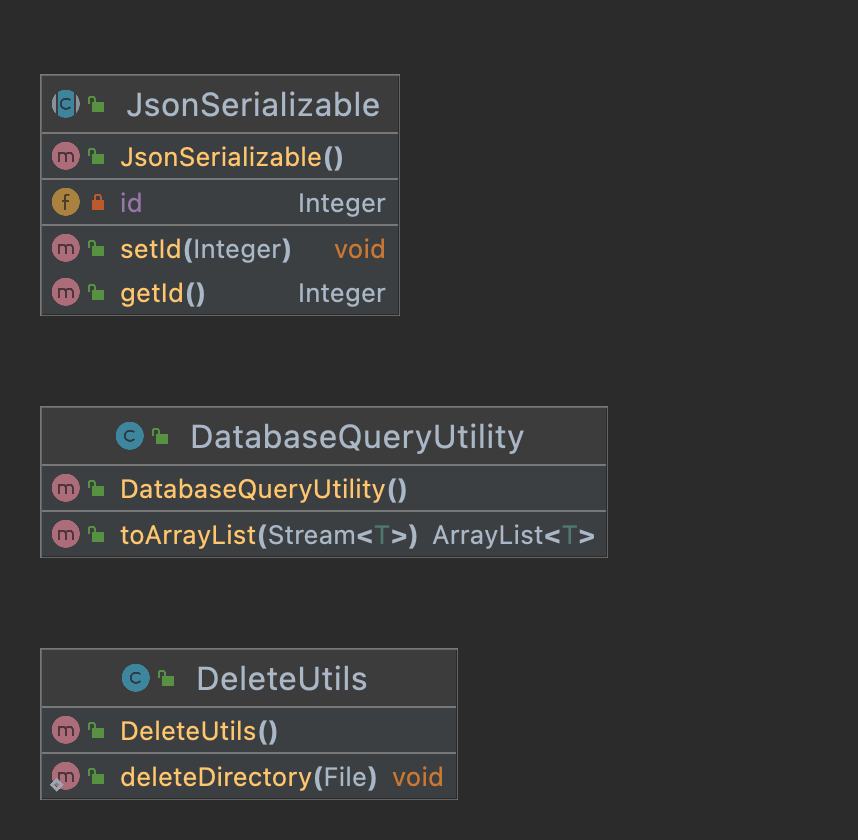 JsonSerializable
JsonSerializable()
id Integer
setId(Integer) void
getId() Integer
DatabaseQueryUtility
DatabaseQueryUtility()
toArrayList(Stream<T>) ArrayList<T>
DeleteUtils
DeleteUtils()
deleteDirectory(File) void